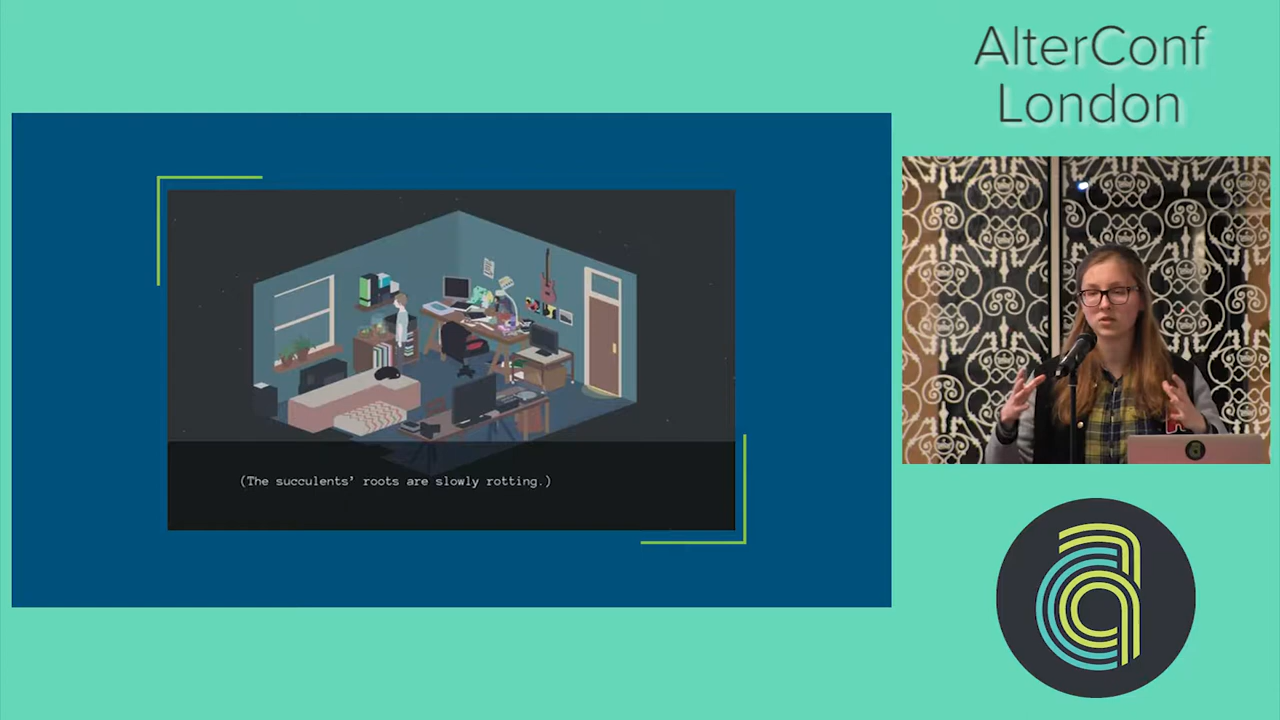 AlterConf
London
(The succulents’ roots are slowly rotting.)